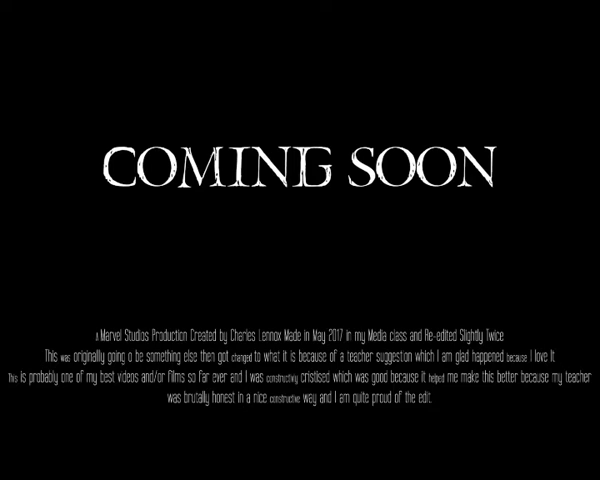 COMING SOON
A Marvel Studios Production Created by Charles Lennox Made in May 2017 in my Media class and Re-edited Slightly Twice
This was originally going o be something else then got changed to what it is because of a teacher suggestion which I am glad happened because I love It
This is probably one of my best videos and/or films so far ever and I was constructivly cristised which was good because it helped me make this better because my teacher
was brutally honest in a nice constructive way and I am quite proud of the edit.